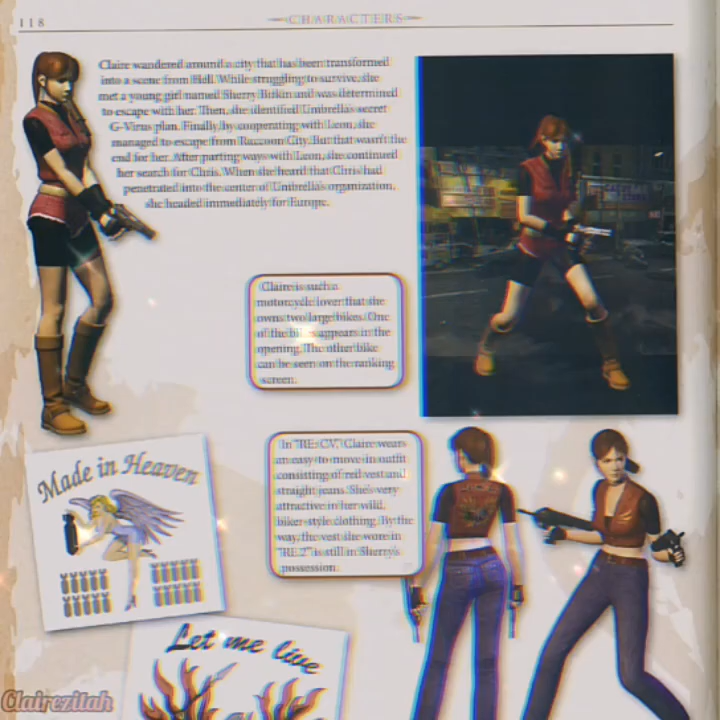 118
CHARACTERS
Claire wandered around a city that has been transformed
into a scene from Hell. While struggling to survive, she
met a young girl named Sherry Birkin and was determined
to escape with her. Then, she identified Umbrella's secret
G-Virus plan. Finally, by cooperating with Leon, she
managed to escape from Raccoon City. But that wasn't the
end for her. After parting ways with Leon, she continued
her search for Chris. When she heard that Chris had
penetrated into the center of Umbrella's organization,
she headed immediately for Europe.
Claire is such a
motorcycle lover that she
owns two large bikes. One
of the bikes appears in the
opening. The other bike
can be seen on the ranking
screen.
In "RE: CV," Claire wears
an easy-to-move-in outfit
consisting of red vest and
straight jeans. She's very
attractive in her wild,
biker-style clothing. By the
way, the vest she wore in
"RE 2" is still in Sherry's
possession.
Made in Heaven
Let me live
Clairezilah